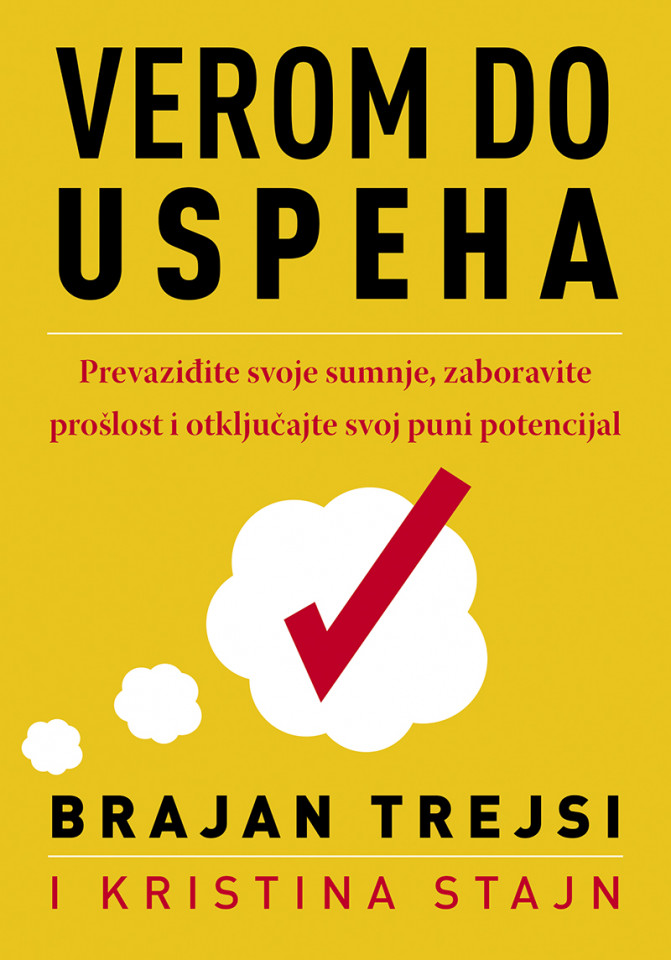 VEROM DO
USPEHA
Prevaziđite svoje sumnje, zaboravite
prošlost i otključajte svoj puni potencijal
BRAJAN TREJSI
I KRISTINA STAJN